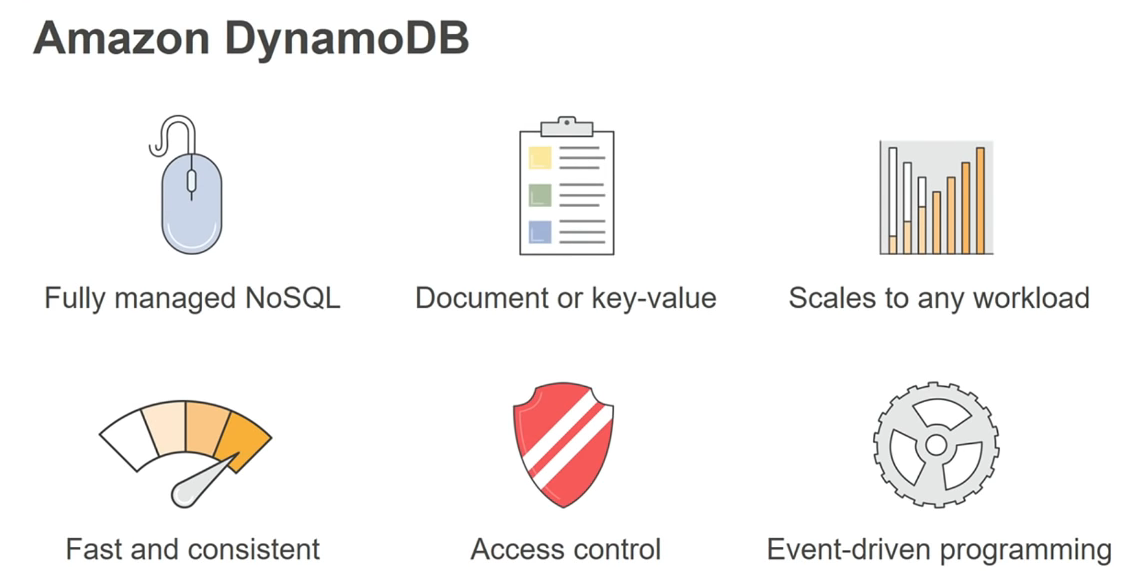 Amazon DynamoDB
Fully managed NoSQL
Document or key-value
Scales to any workload
Fast and consistent
Access control
Event-driven programming